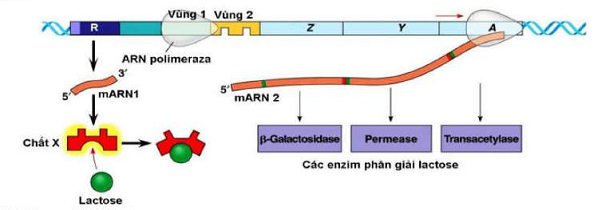 Vùng 1 Vùng 2
R Z Y A
ARN polimeraza
3'
5' mARN1
5' mARN 2
Chất X
β-Galactosidase Permease Transacetylase
Các enzim phân giải lactose
Lactose